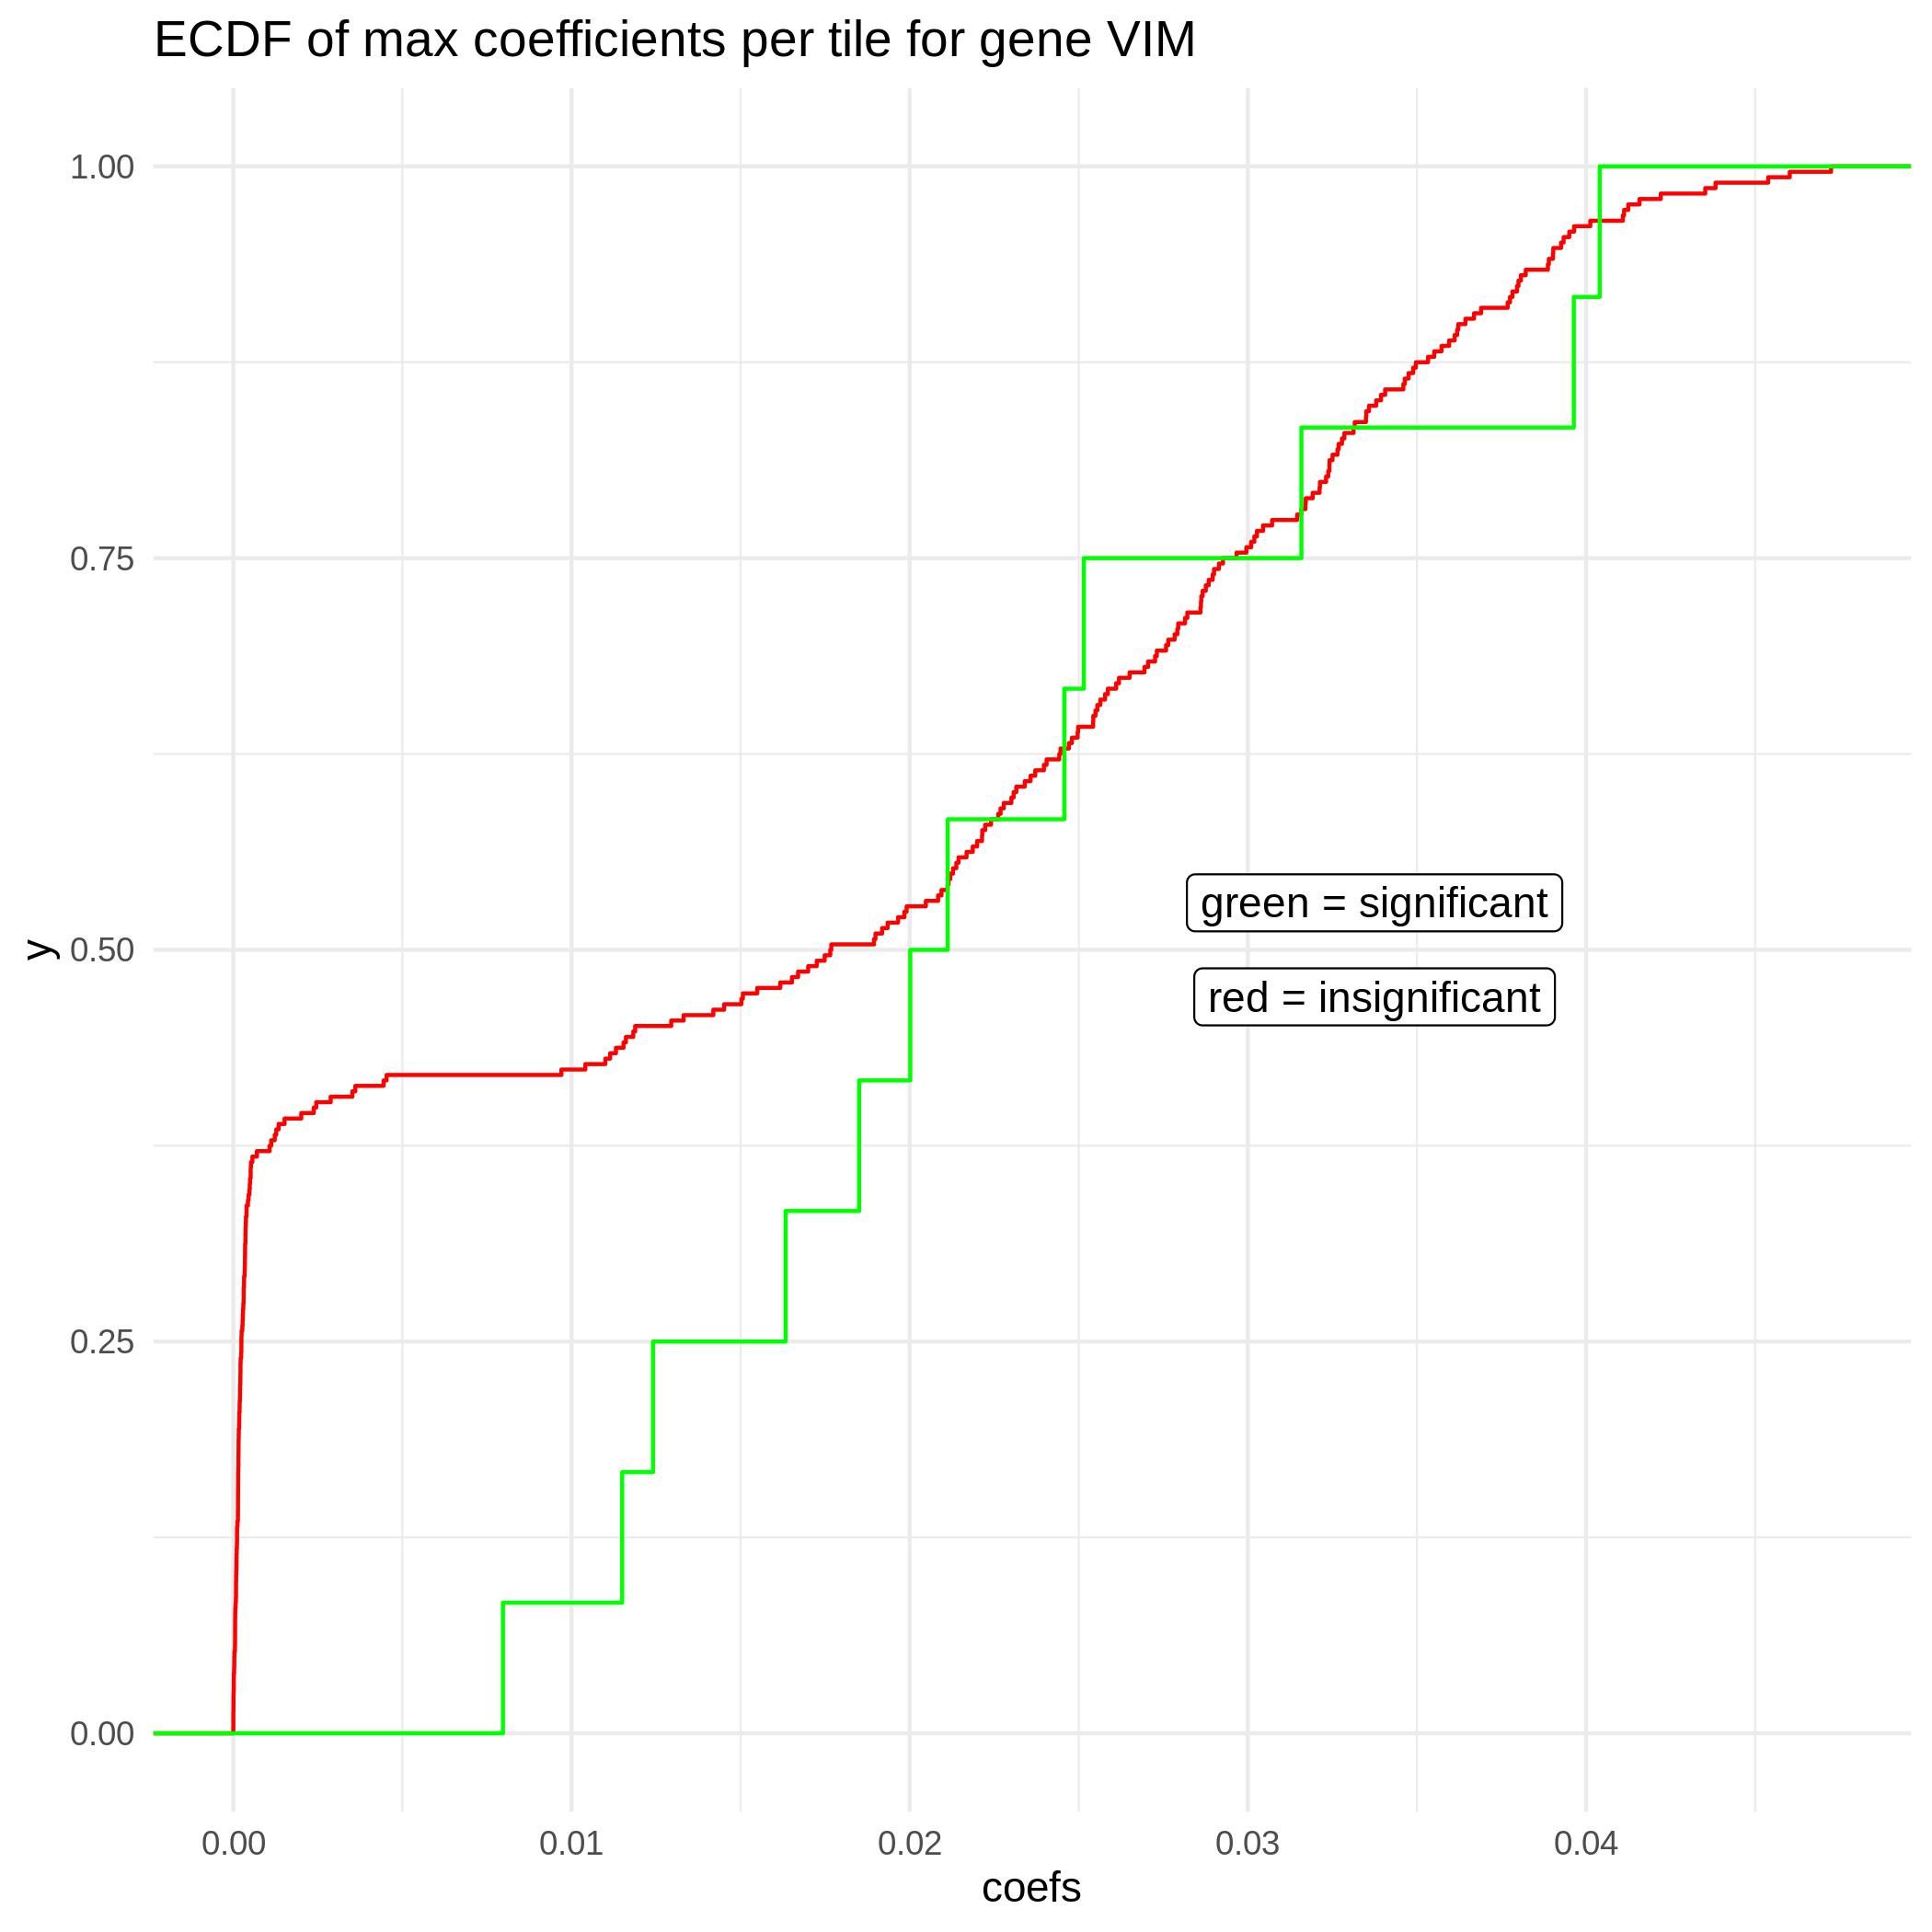 ECDF of max coefficients per tile for gene VIM
1.00
0.75
0.50
0.25
0.00
y
green = significant
red = insignificant
0.00 0.01 0.02 0.03 0.04
coefs